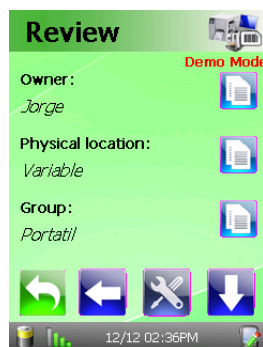 Review
Demo Mode
Owner:
Jorge
Physical location:
Variable
Group:
Portatil
12/12 02:36PM